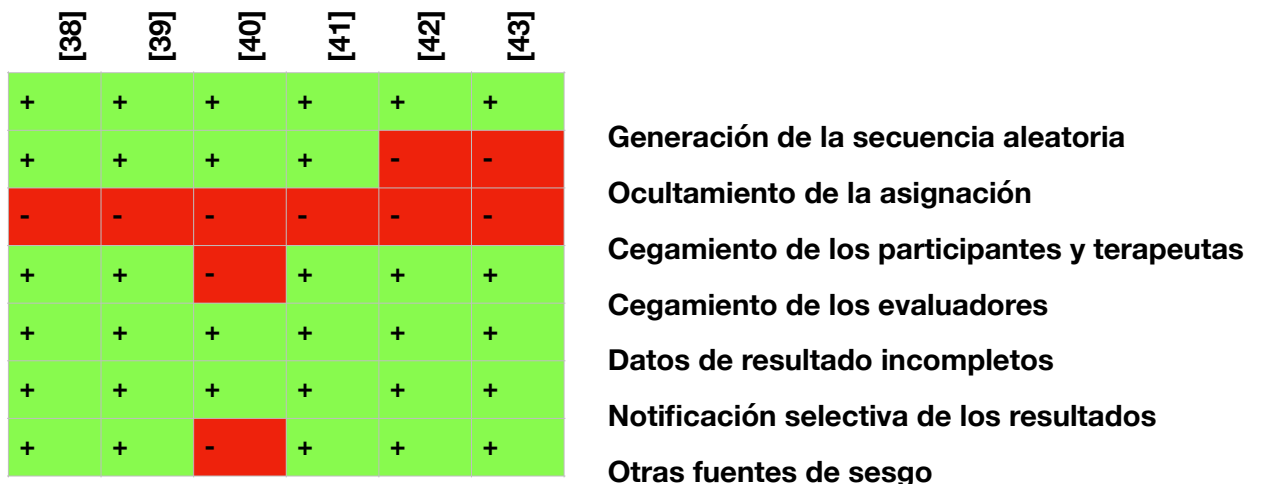 [38] [39] [40] [41] [42] [43]
+ + + + + +
Generación de la secuencia aleatoria
+ + + + - -
Ocultamiento de la asignación
- - - - - -
Cegamiento de los participantes y terapeutas
+ + - + + +
Cegamiento de los evaluadores
+ + + + + +
Datos de resultado incompletos
+ + + + + +
Notificación selectiva de los resultados
+ + - + + +
Otras fuentes de sesgo